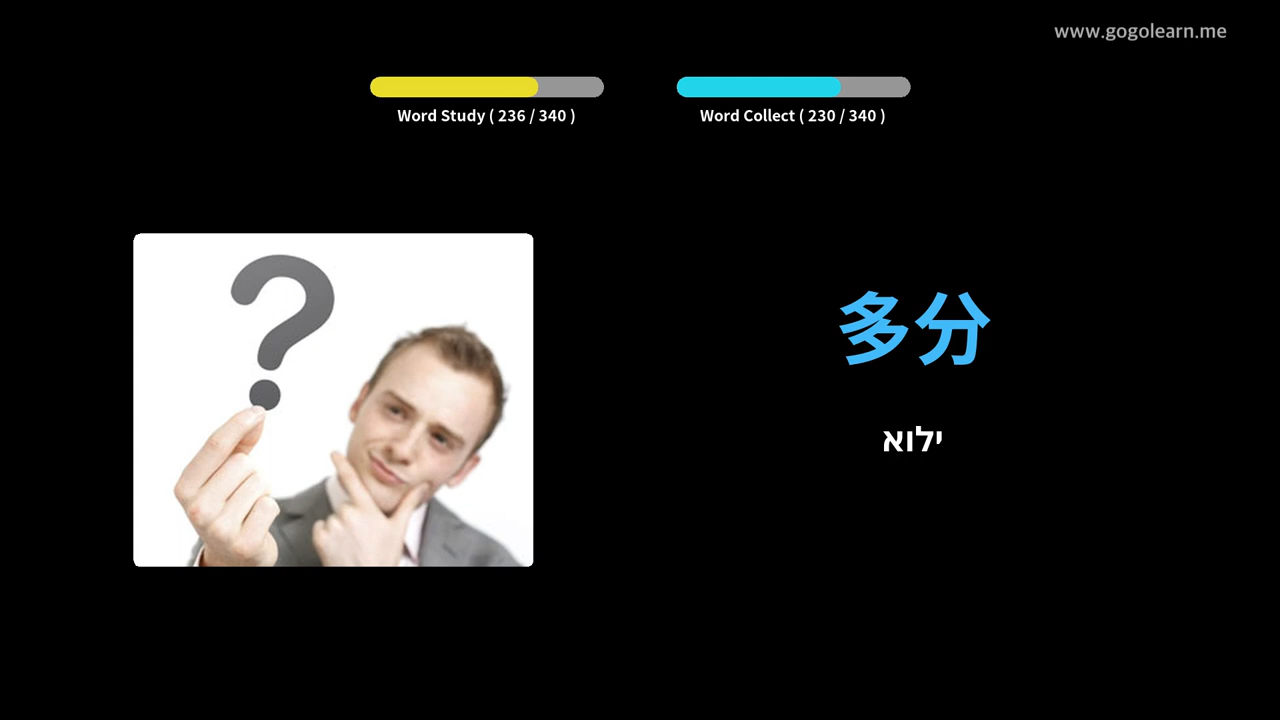 www.gogolearn.me
Word Study ( 236 / 340 )
Word Collect ( 230 / 340 )
?
多分
ילוא